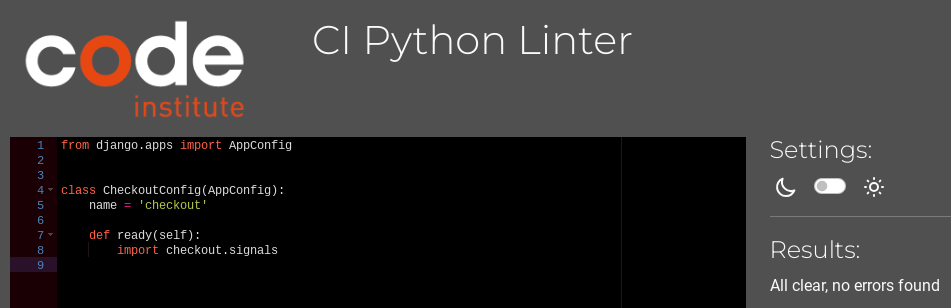 code
institute
CI Python Linter
1 from django.apps import AppConfig
2
3
4 class CheckoutConfig(AppConfig):
5     name = 'checkout'
6
7     def ready(self):
8         import checkout.signals
9
Settings:
Results:
All clear, no errors found